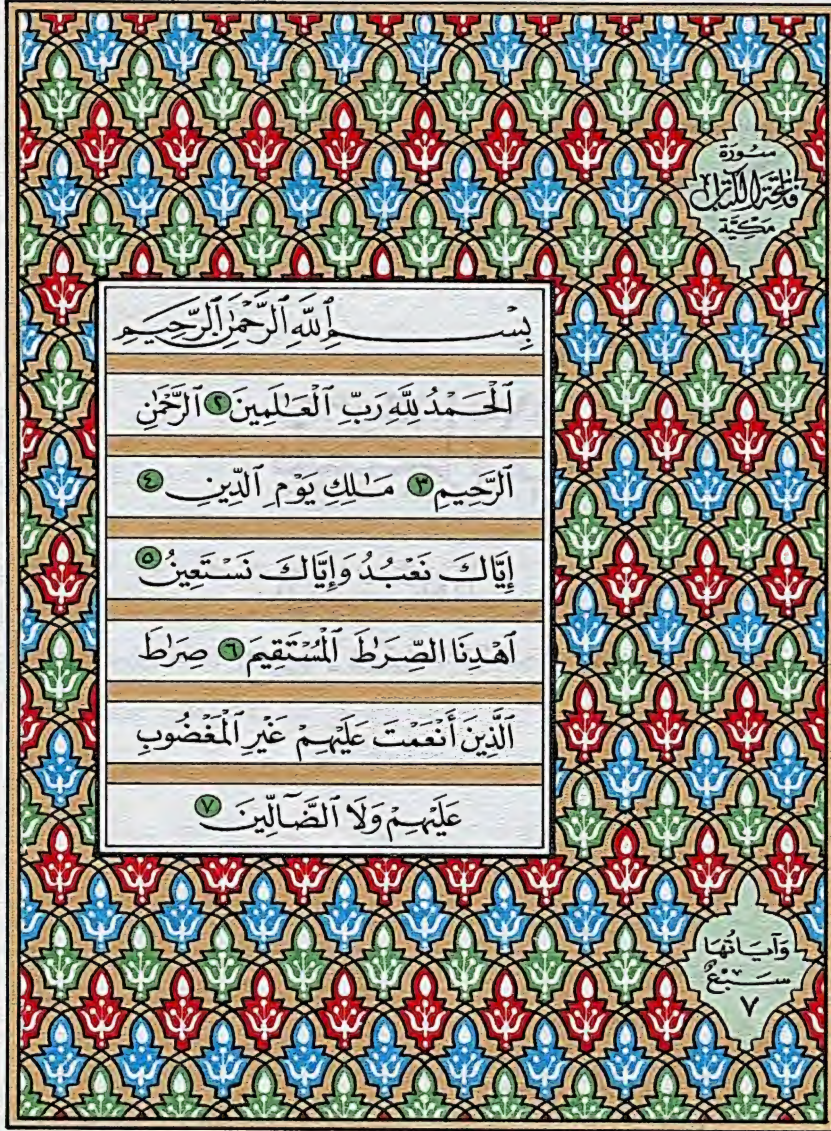 سُورَة
فَاتِحَةِ الْكِتَابِ
مَكِّيَّة
بِسْمِ ٱللَّهِ ٱلرَّحْمَٰنِ ٱلرَّحِيمِ
ٱلْحَمْدُ لِلَّهِ رَبِّ ٱلْعَٰلَمِينَ ٢ ٱلرَّحْمَٰنِ
ٱلرَّحِيمِ ٣ مَٰلِكِ يَوْمِ ٱلدِّينِ ٤
إِيَّاكَ نَعْبُدُ وَإِيَّاكَ نَسْتَعِينُ ٥
ٱهْدِنَا ٱلصِّرَٰطَ ٱلْمُسْتَقِيمَ ٦ صِرَٰطَ
ٱلَّذِينَ أَنْعَمْتَ عَلَيْهِمْ غَيْرِ ٱلْمَغْضُوبِ
عَلَيْهِمْ وَلَا ٱلضَّآلِّينَ ٧
وَآيَاتُهَا
سَبْعٌ
٧